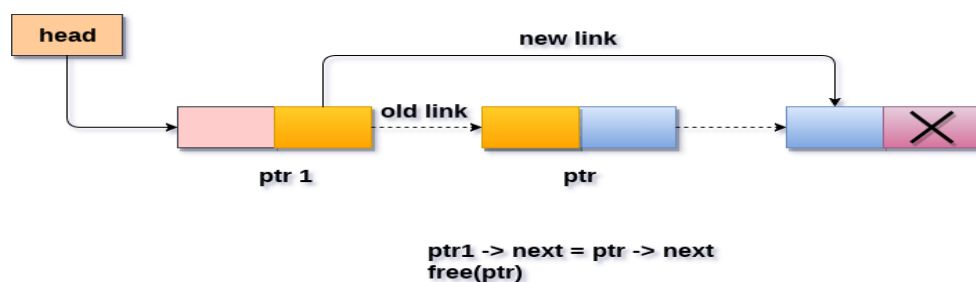 head
new link
old link
ptr 1
ptr
ptr1 -> next = ptr -> next
free(ptr)